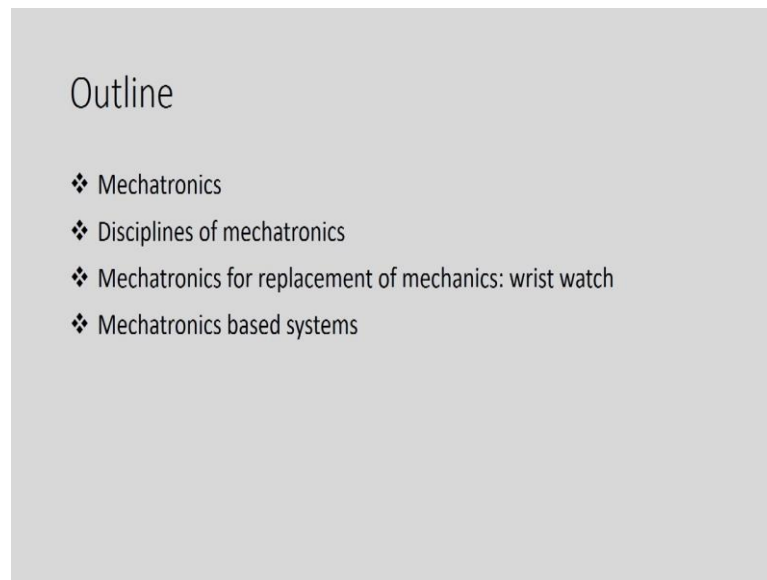 Outline
❖ Mechatronics
❖ Disciplines of mechatronics
❖ Mechatronics for replacement of mechanics: wrist watch
❖ Mechatronics based systems